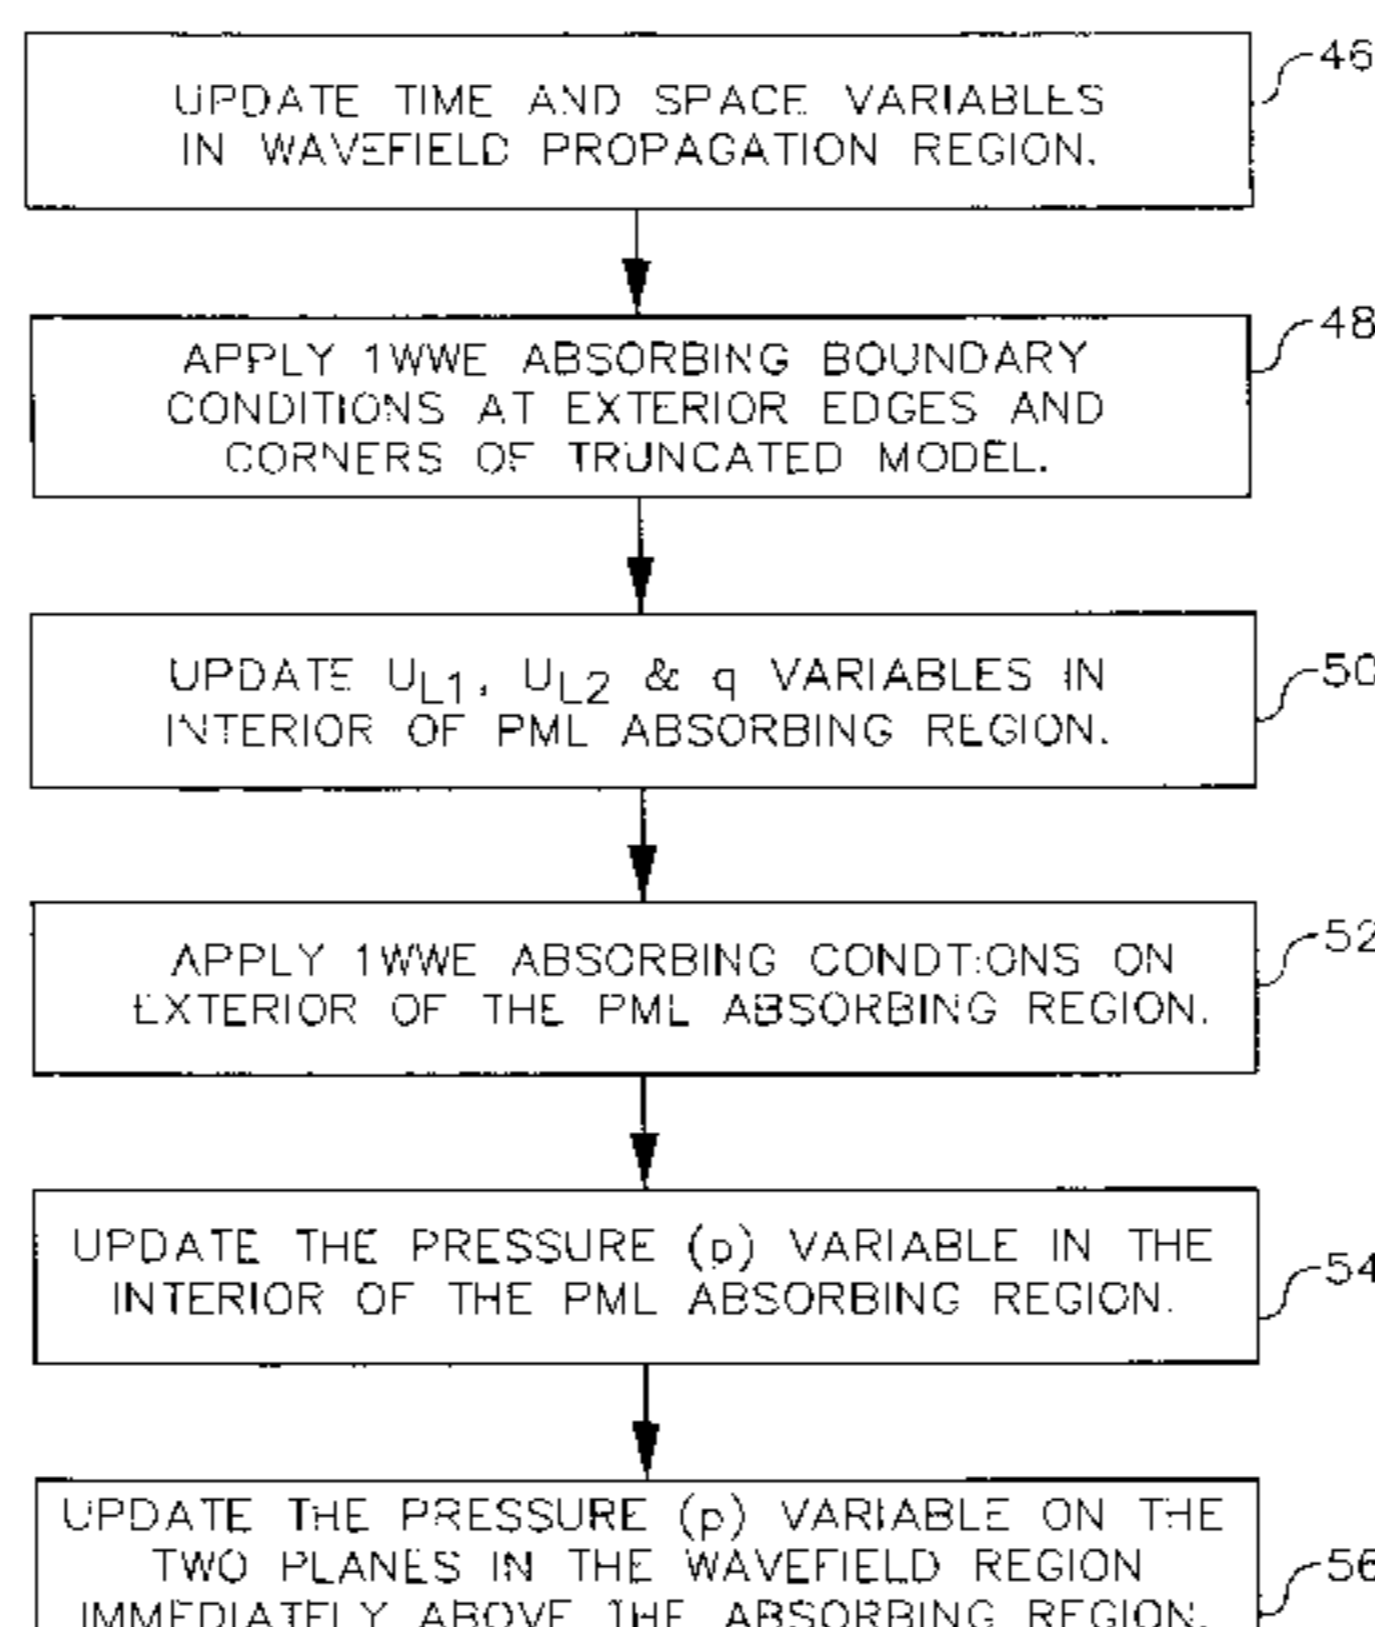 UPDATE TIME AND SPACE VARIABLES
IN WAVEFIELD PROPAGATION REGION.
46
APPLY 1WWE ABSORBING BOUNDARY
CONDITIONS AT EXTERIOR EDGES AND
CORNERS OF TRUNCATED MODEL.
48
UPDATE UL1, UL2 & q VARIABLES IN
INTERIOR OF PML ABSORBING REGION.
50
APPLY 1WWE ABSORBING CONDTIONS ON
EXTERIOR OF THE PML ABSORBING REGION.
52
UPDATE THE PRESSURE (p) VARIABLE IN THE
INTERIOR OF THE PML ABSORBING REGION.
54
UPDATE THE PRESSURE (p) VARIABLE ON THE
TWO PLANES IN THE WAVEFIELD REGION
IMMEDIATELY ABOVE THE ABSORBING REGION.
56